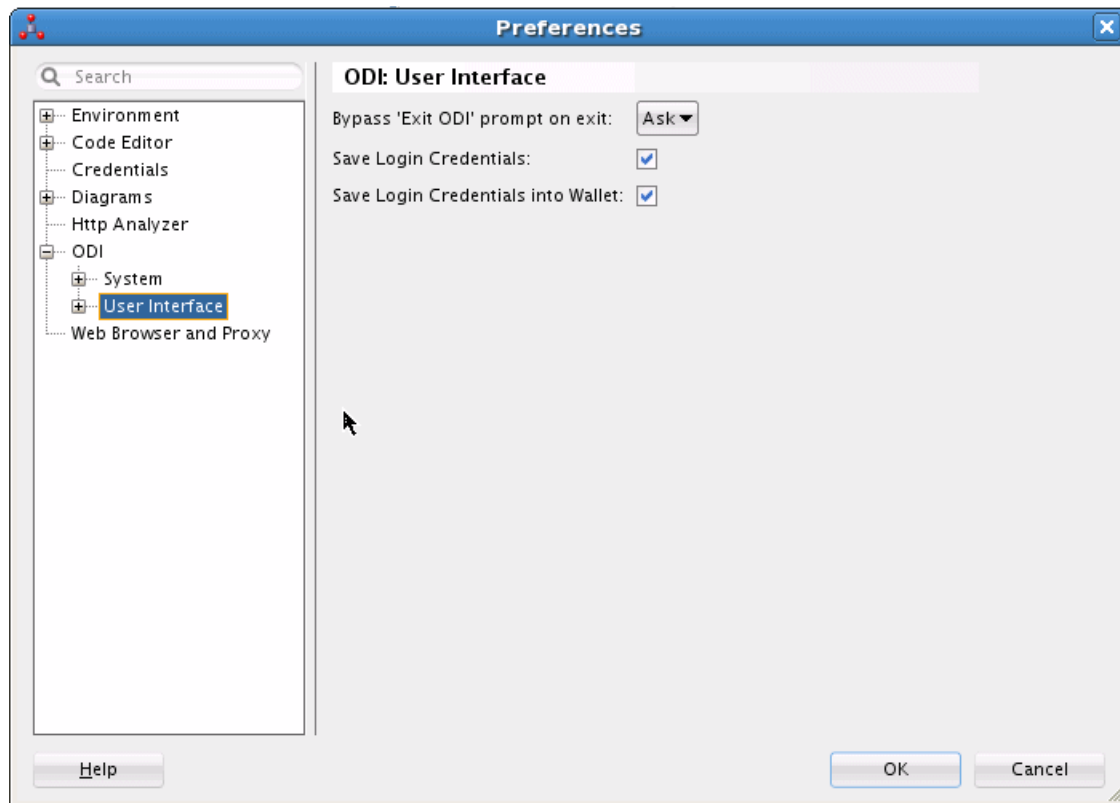 Preferences
Search
Environment
Code Editor
Credentials
Diagrams
Http Analyzer
ODI
System
User Interface
Web Browser and Proxy
ODI: User Interface
Bypass 'Exit ODI' prompt on exit: Ask
Save Login Credentials:
Save Login Credentials into Wallet:
Help
OK
Cancel